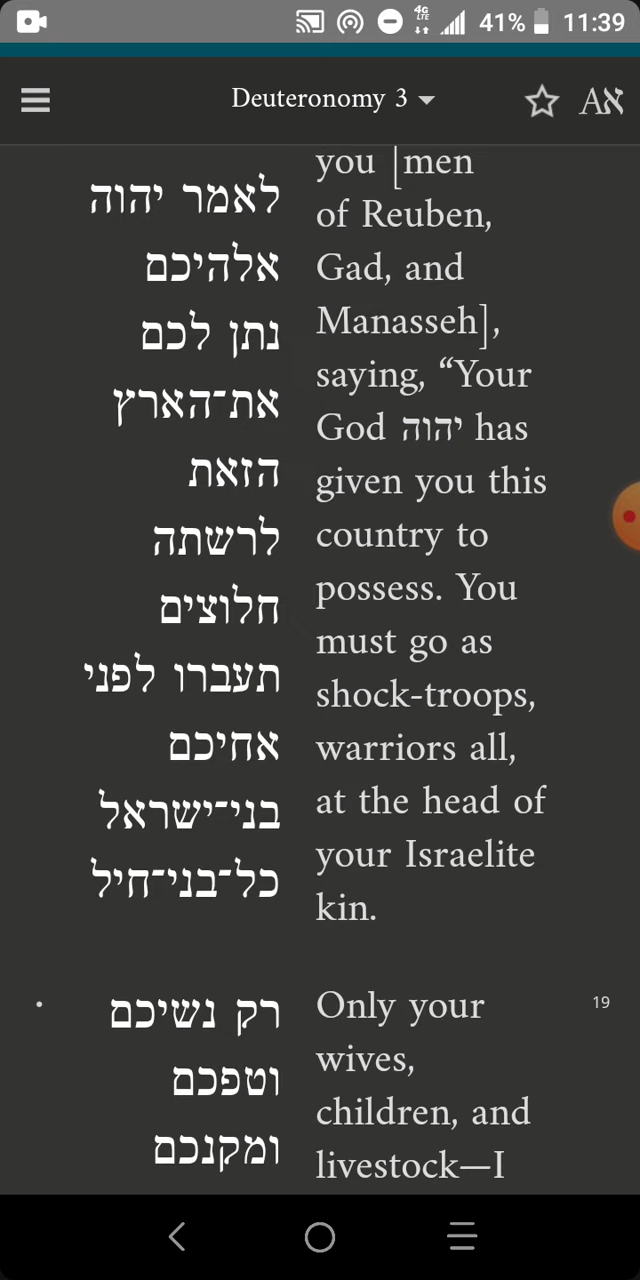 4G
LTE
41%
11:39
Deuteronomy 3
Aא
לאמר יהוה
אלהיכם
נתן לכם
את־הארץ
הזאת
לרשתה
חלוצים
תעברו לפני
אחיכם
בני־ישראל
כל־בני־חיל
you [men
of Reuben,
Gad, and
Manasseh],
saying, “Your
God יהוה has
given you this
country to
possess. You
must go as
shock-troops,
warriors all,
at the head of
your Israelite
kin.
רק נשיכם
וטפכם
ומקנכם
19
Only your
wives,
children, and
livestock—I